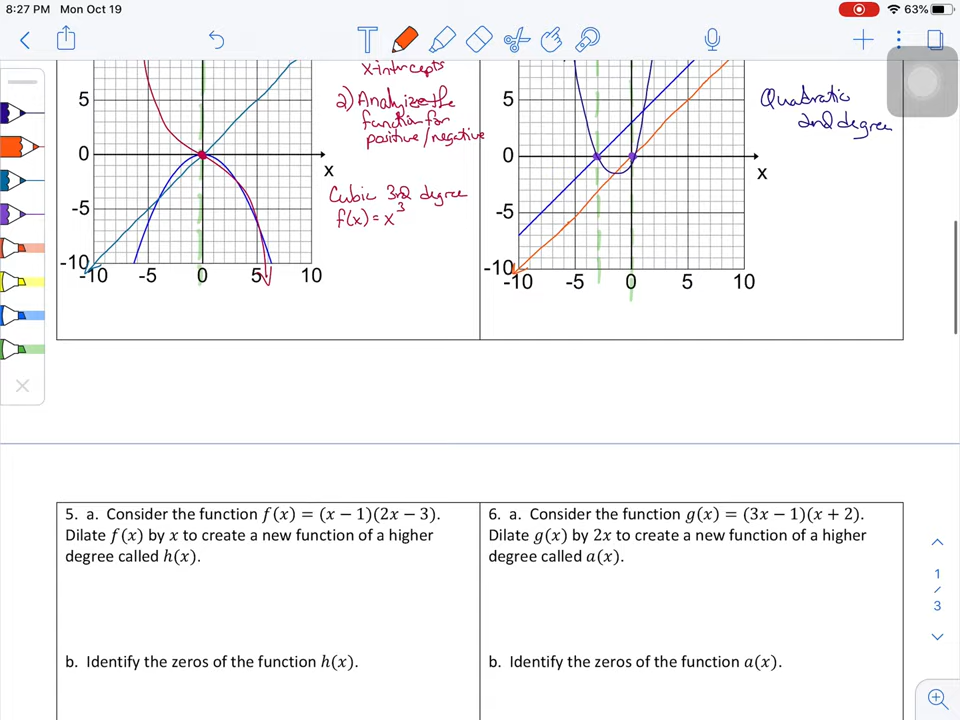 8:27 PM Mon Oct 19
63%
x-intercepts
2) Analyize the
function for
positive/negative
Cubic 3rd degree
f(x) = x³
5
0
-5
-10
-10 -5 0 5 10
x
Quadratic
2nd degree
5
0
-5
-10
-10 -5 0 5 10
x
5. a. Consider the function f(x) = (x − 1)(2x − 3).
Dilate f(x) by x to create a new function of a higher
degree called h(x).
b. Identify the zeros of the function h(x).
6. a. Consider the function g(x) = (3x − 1)(x + 2).
Dilate g(x) by 2x to create a new function of a higher
degree called a(x).
b. Identify the zeros of the function a(x).
1
/
3